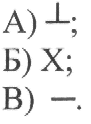 А) ⊥;
Б) X;
В) —.